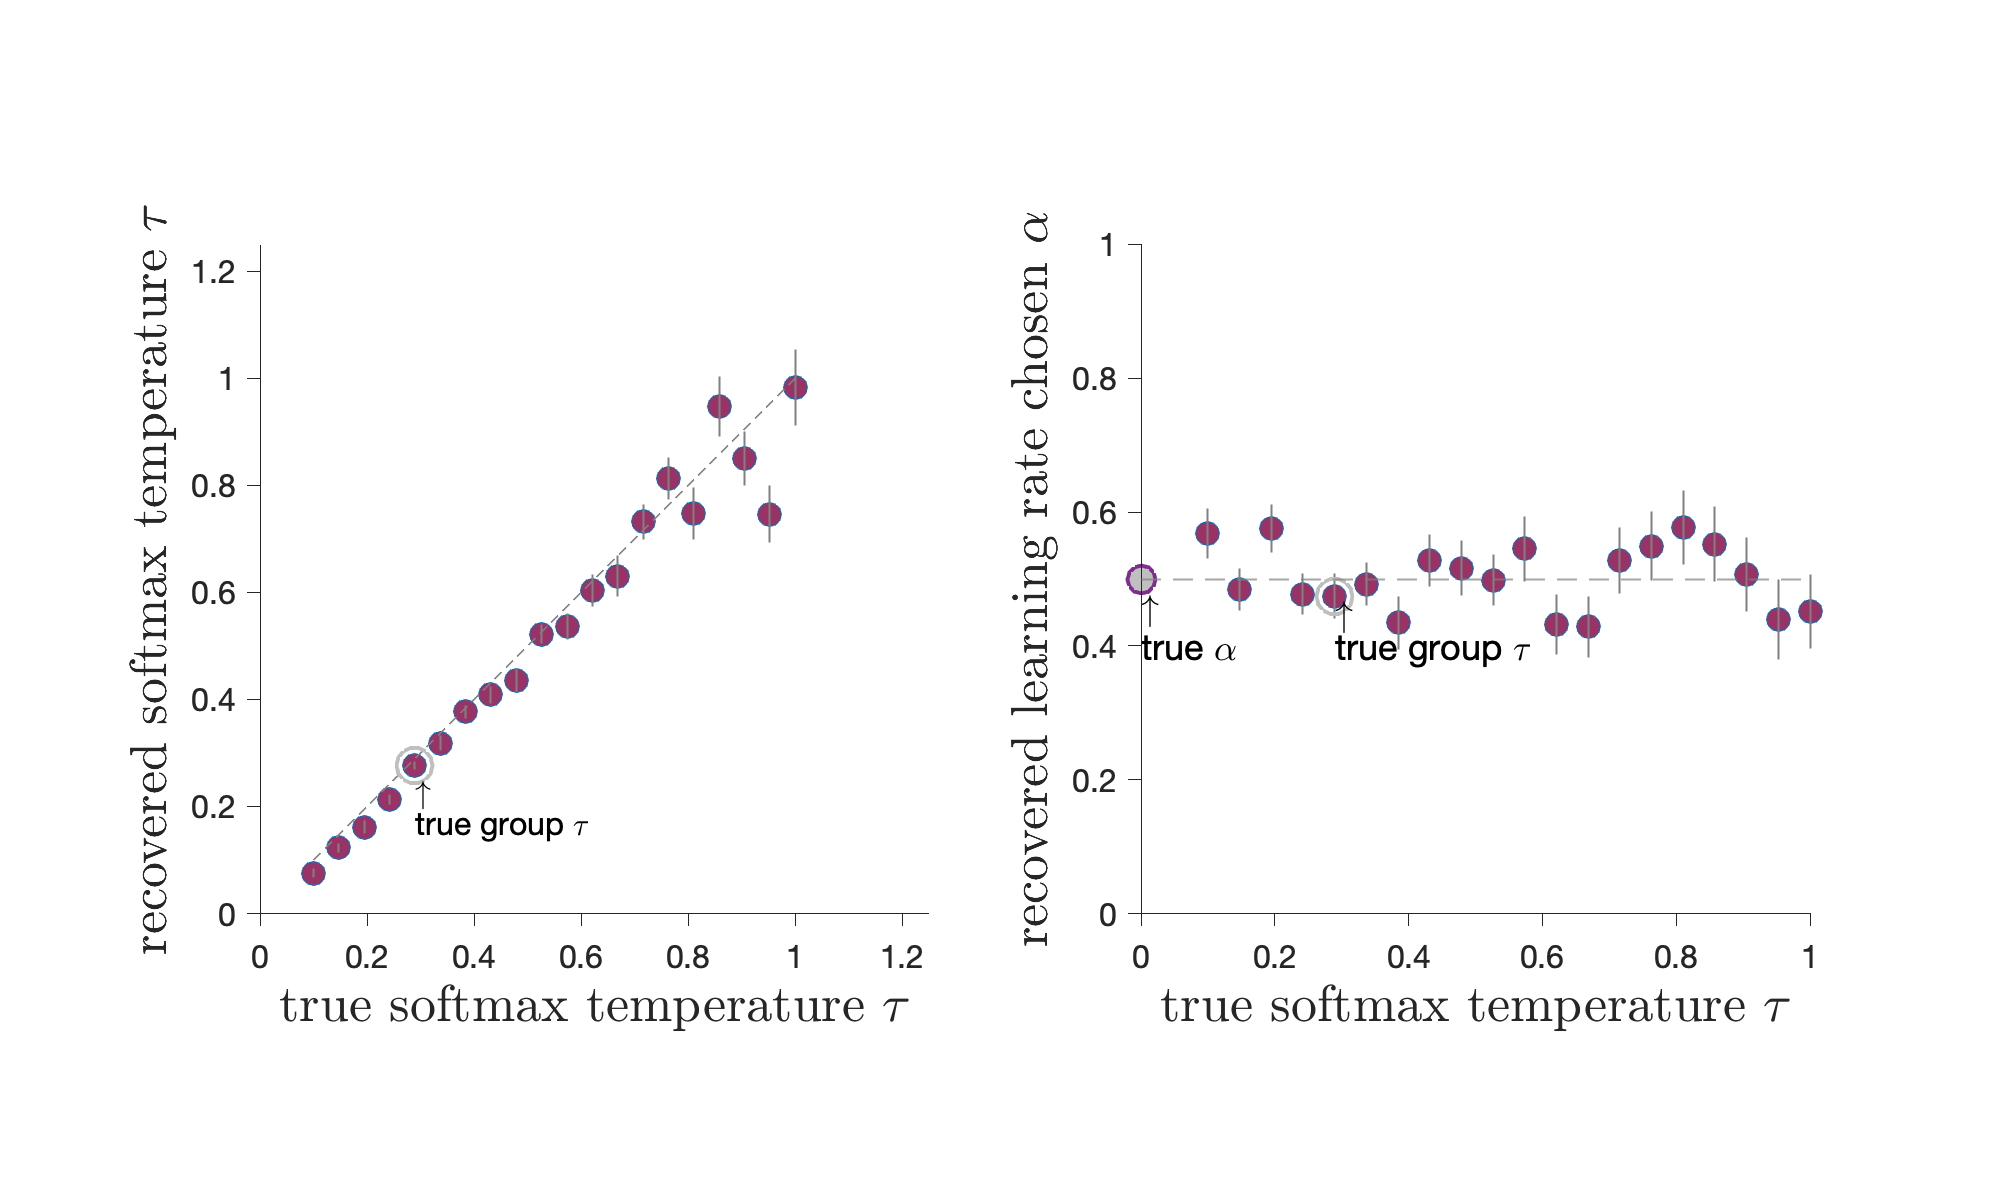 recovered softmax temperature τ
1.2
1
0.8
0.6
0.4
0.2
0
true group τ
0 0.2 0.4 0.6 0.8 1 1.2
true softmax temperature τ
recovered learning rate chosen α
1
0.8
0.6
0.4
0.2
0
true α
true group τ
0 0.2 0.4 0.6 0.8 1
true softmax temperature τ